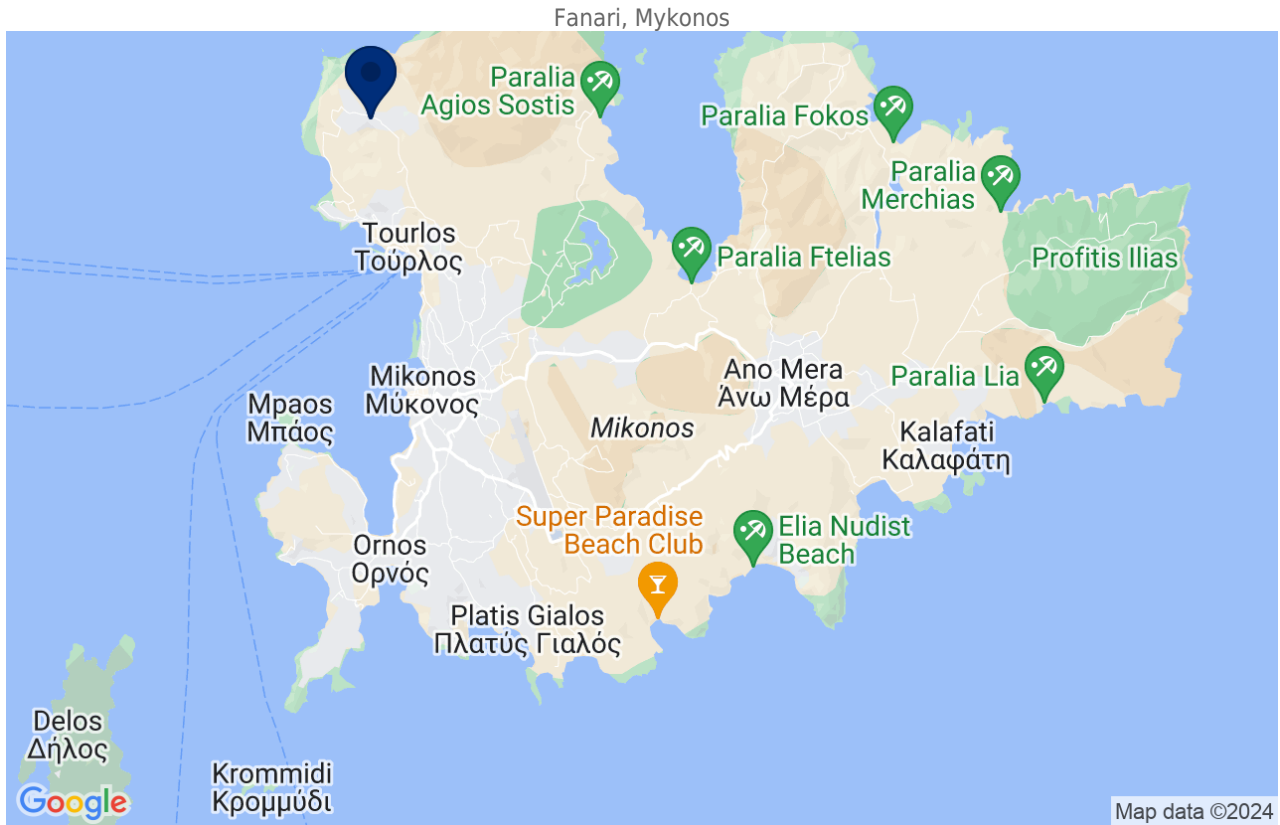 Fanari, Mykonos
Paralia
Agios Sostis
Paralia Fokos
Paralia
Merchias
Tourlos
Τούρλος
Paralia Ftelias
Profitis Ilias
Mikonos
Μύκονος
Ano Mera
Άνω Μέρα
Paralia Lia
Mpaos
Μπάος
Mikonos
Kalafati
Καλαφάτη
Super Paradise
Beach Club
Elia Nudist
Beach
Ornos
Ορνός
Platis Gialos
Πλατύς Γιαλός
Delos
Δήλος
Krommidi
Κρομμύδι
Google
Map data ©2024